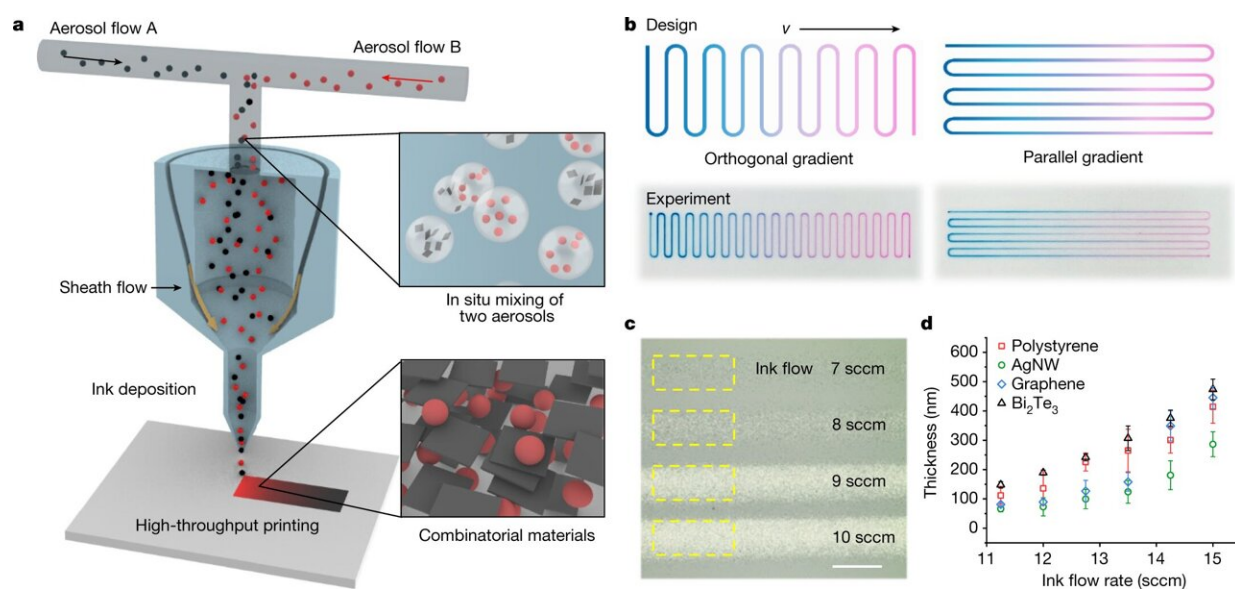 a
Aerosol flow A
Aerosol flow B
Sheath flow
In situ mixing of
two aerosols
Ink deposition
High-throughput printing
Combinatorial materials
b
Design
v
Orthogonal gradient
Parallel gradient
Experiment
c
Ink flow
7 sccm
8 sccm
9 sccm
10 sccm
d
Polystyrene
AgNW
Graphene
Bi₂Te₃
Thickness (nm)
600
500
400
300
200
100
0
11 12 13 14 15
Ink flow rate (sccm)